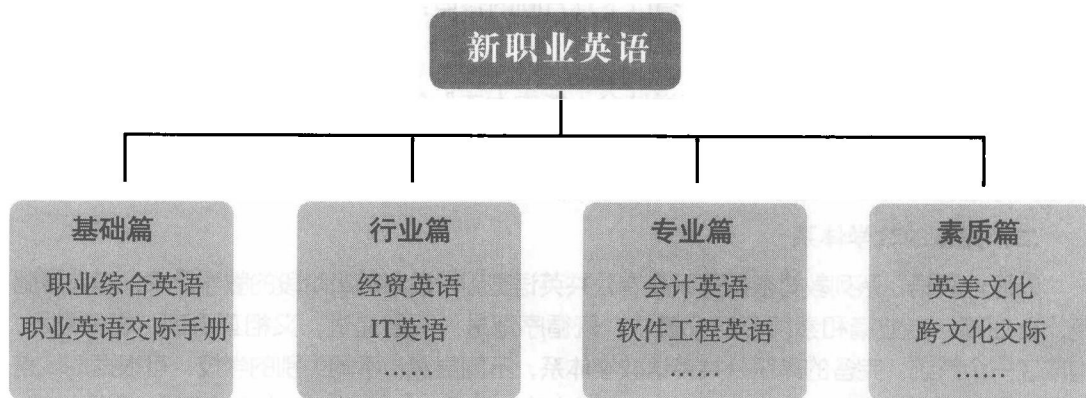 新职业英语
基础篇
职业综合英语
职业英语交际手册
行业篇
经贸英语
IT英语
……
专业篇
会计英语
软件工程英语
……
素质篇
英美文化
跨文化交际
……